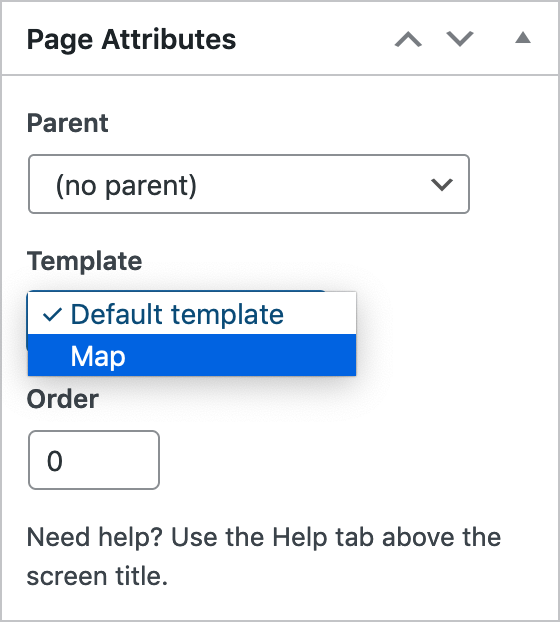 Page Attributes
Parent
(no parent)
Template
Default template
Map
Order
0
Need help? Use the Help tab above the
screen title.